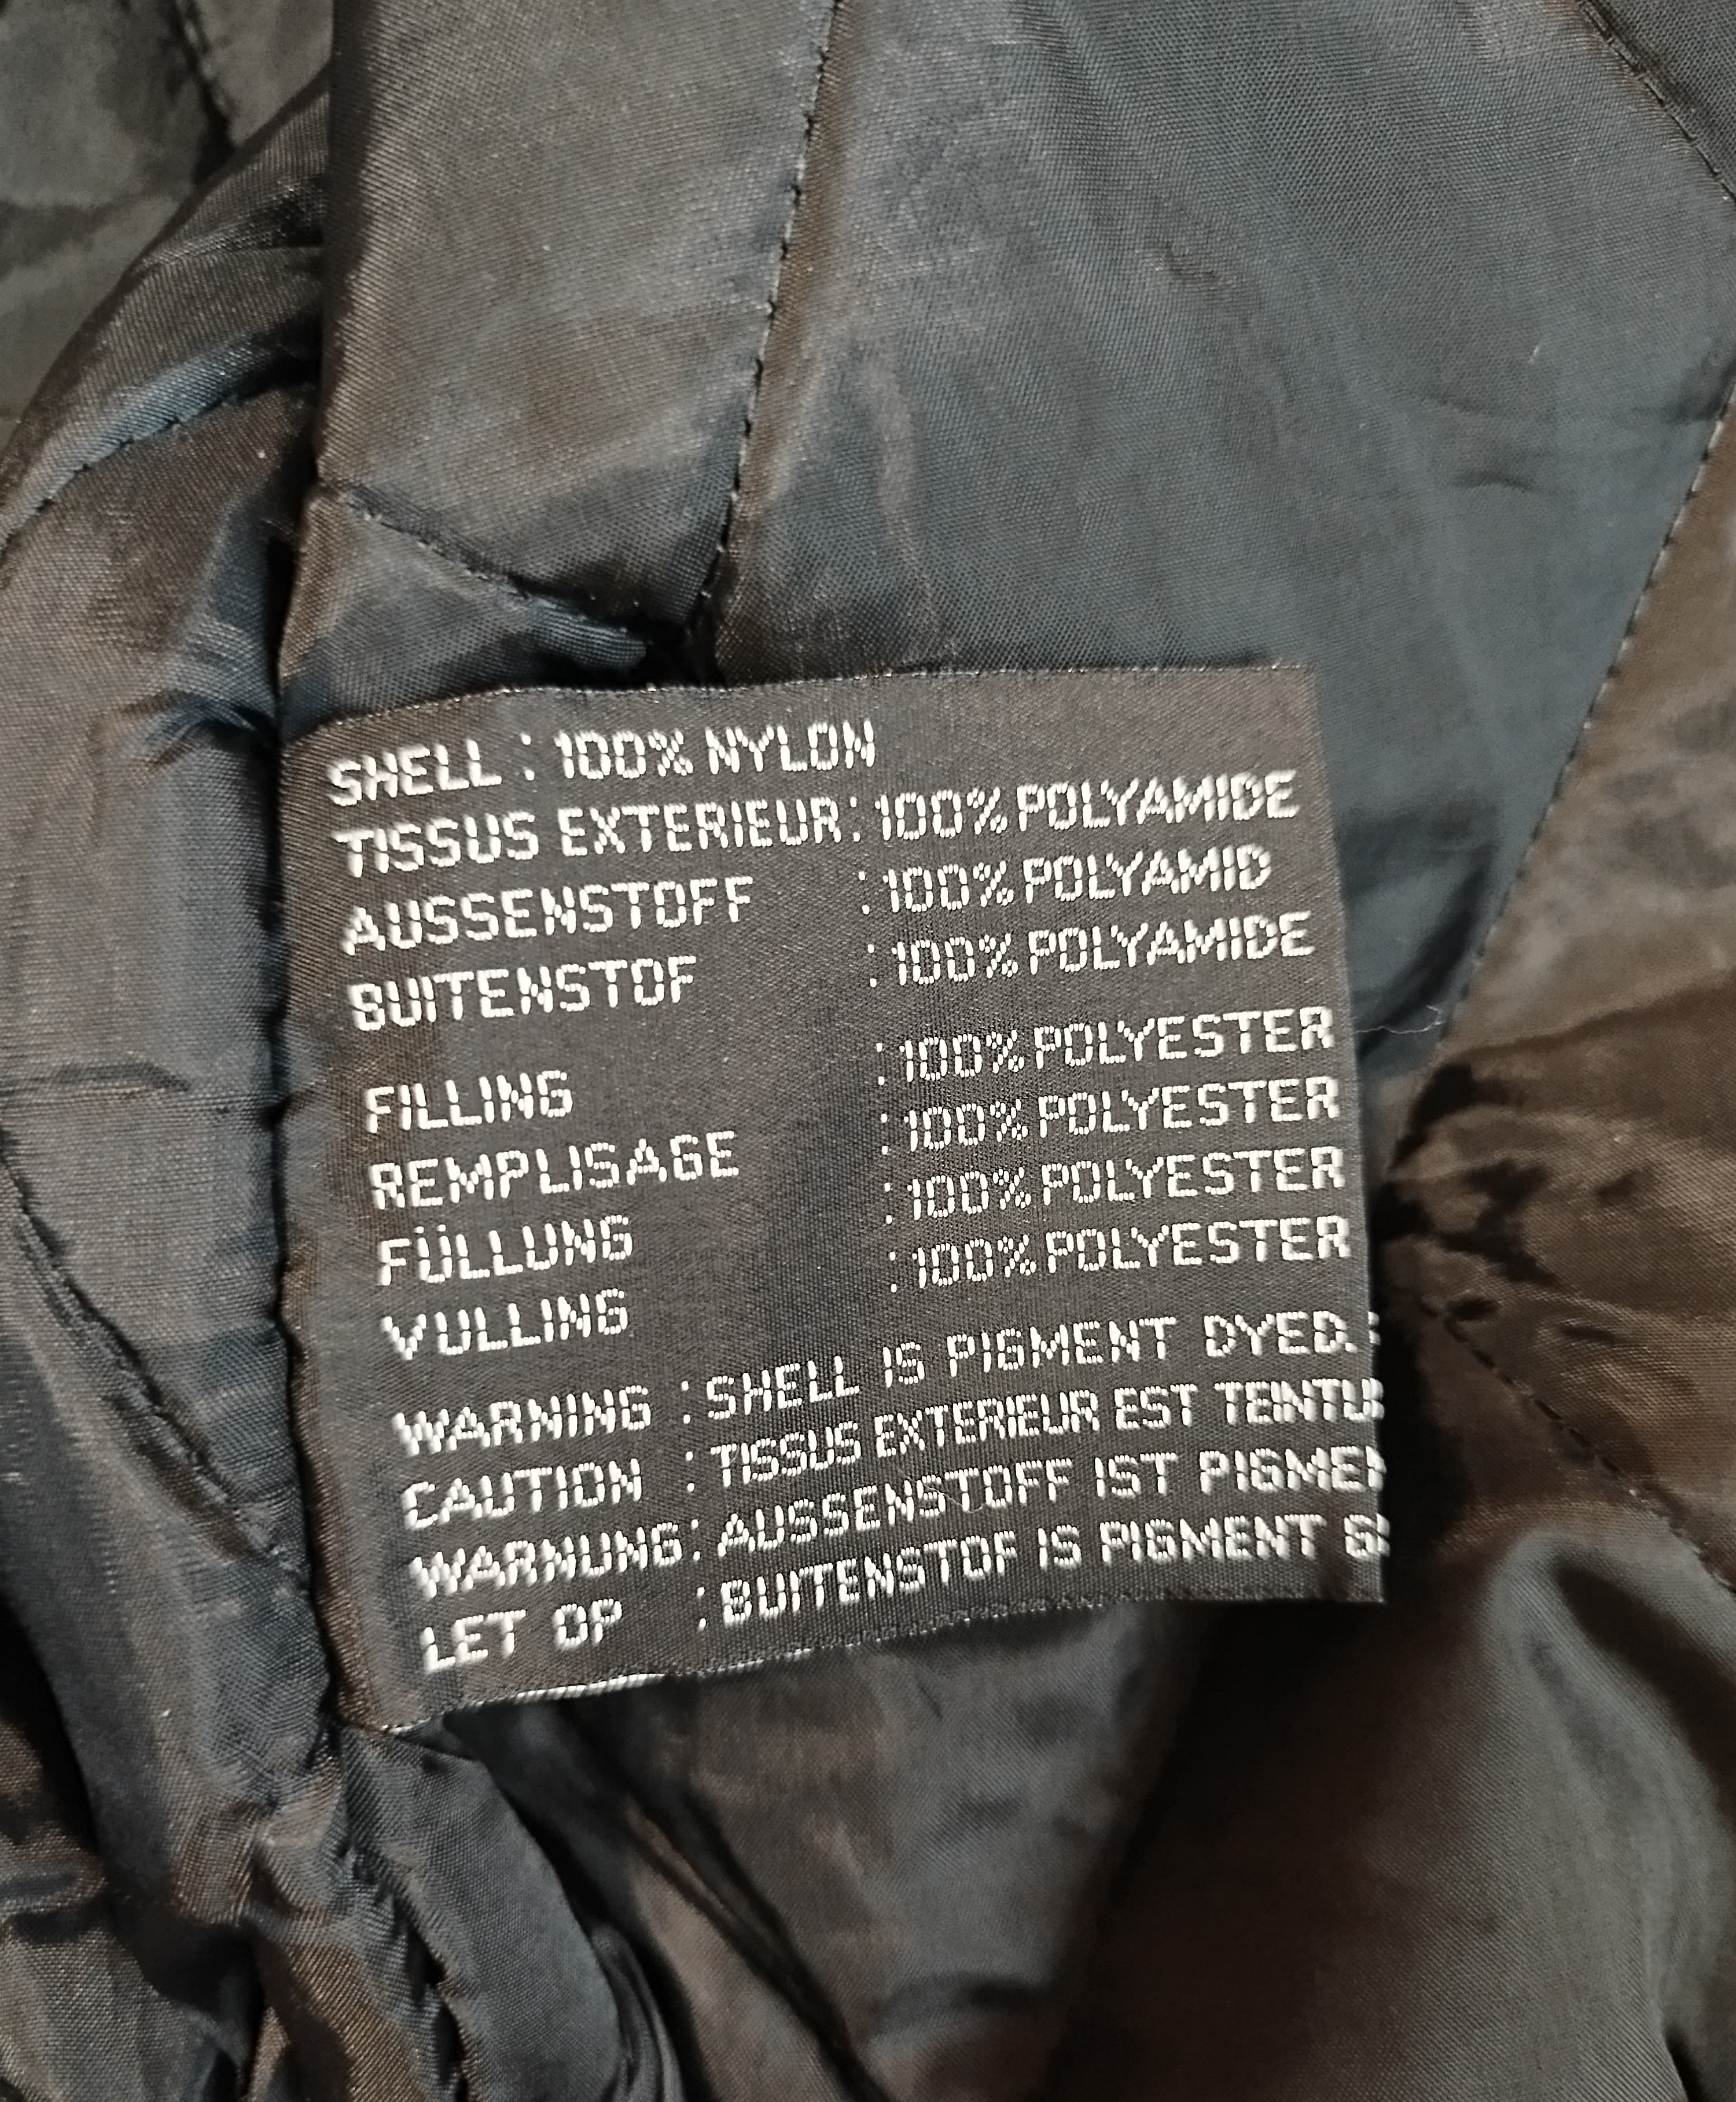 SHELL : 100% NYLON
TISSUS EXTERIEUR : 100% POLYAMIDE
AUSSENSTOFF : 100% POLYAMID
BUITENSTOF : 100% POLYAMIDE
FILLING : 100% POLYESTER
REMPLISAGE : 100% POLYESTER
FÜLLUNG : 100% POLYESTER
VULLING : 100% POLYESTER
WARNING : SHELL IS PIGMENT DYED.
CAUTION : TISSUS EXTERIEUR EST
WARNUNG : AUSSENSTOFF IST
LET OP : BUITENSTOF IS PIGMENT